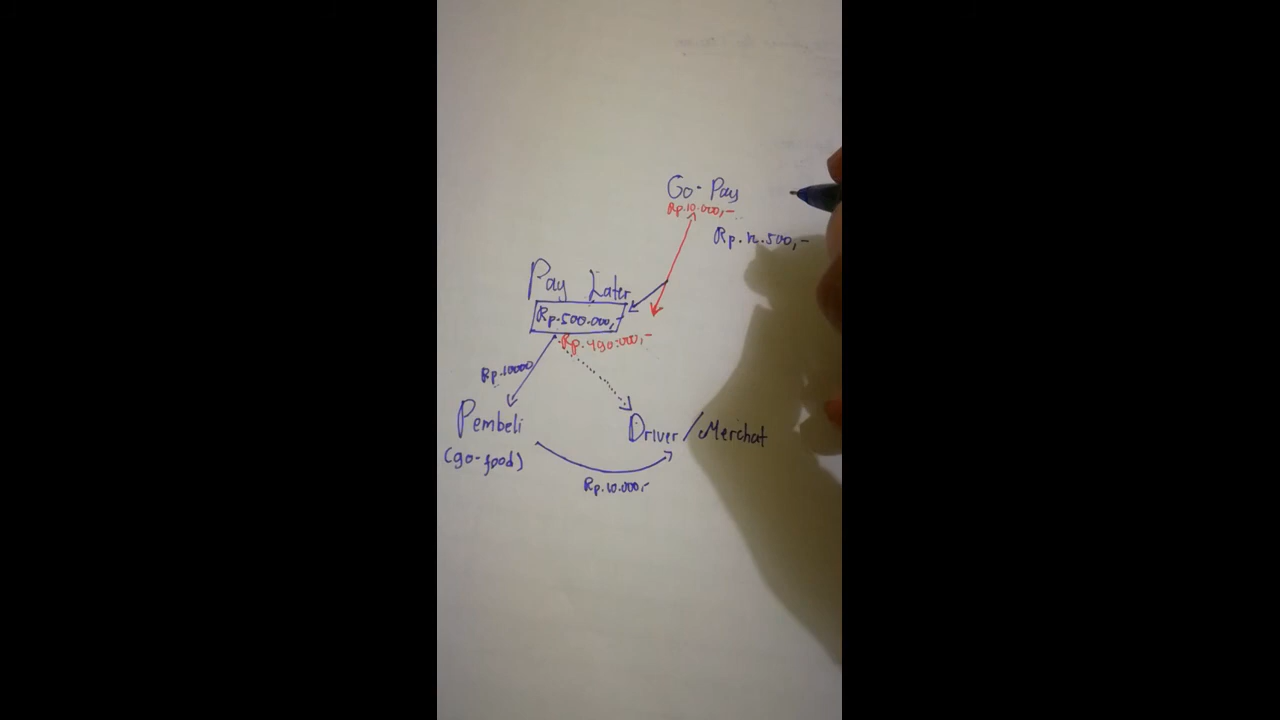 Go-Pay
Rp.10.000,-
Pay Later
Rp.500.000,-
Rp.490.000,-
Rp.10000
Pembeli
(go-food)
Driver / Merchat
Rp.10.000,-